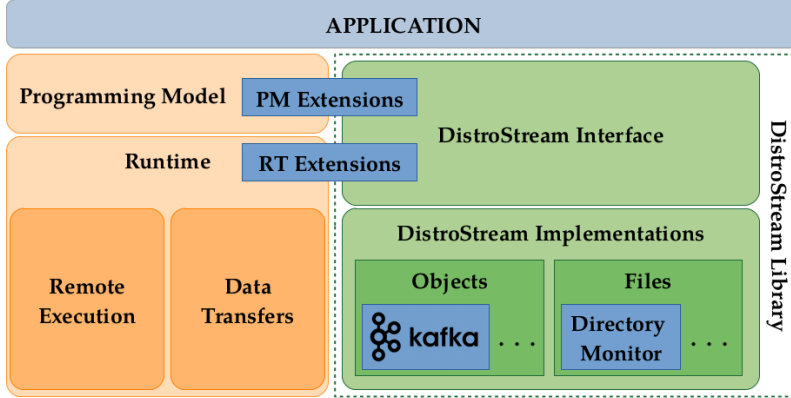 APPLICATION
Programming Model
PM Extensions
Runtime
RT Extensions
DistroStream Interface
Remote
Execution
Data
Transfers
DistroStream Implementations
Objects
kafka
. . .
Files
Directory
Monitor
. . .
DistroStream Library